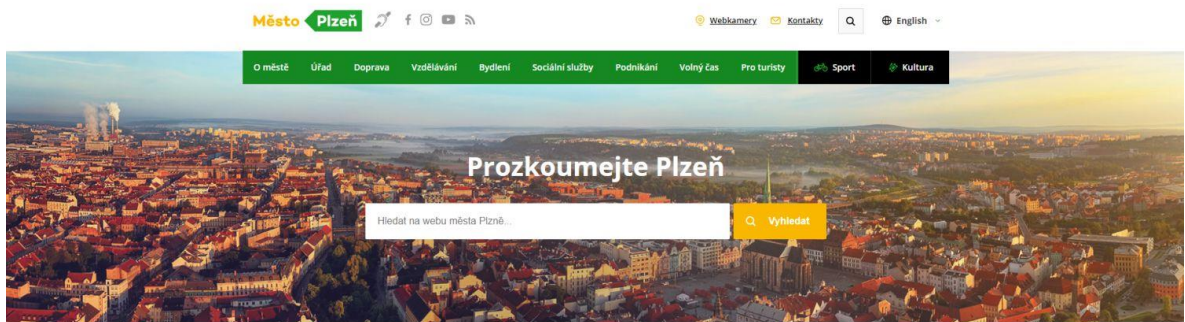 Město Plzeň
Webkamery Kontakty English
O městě Úřad Doprava Vzdělávání Bydlení Sociální služby Podnikání Volný čas Pro turisty Sport Kultura
Prozkoumejte Plzeň
Hledat na webu města Plzně... Vyhledat